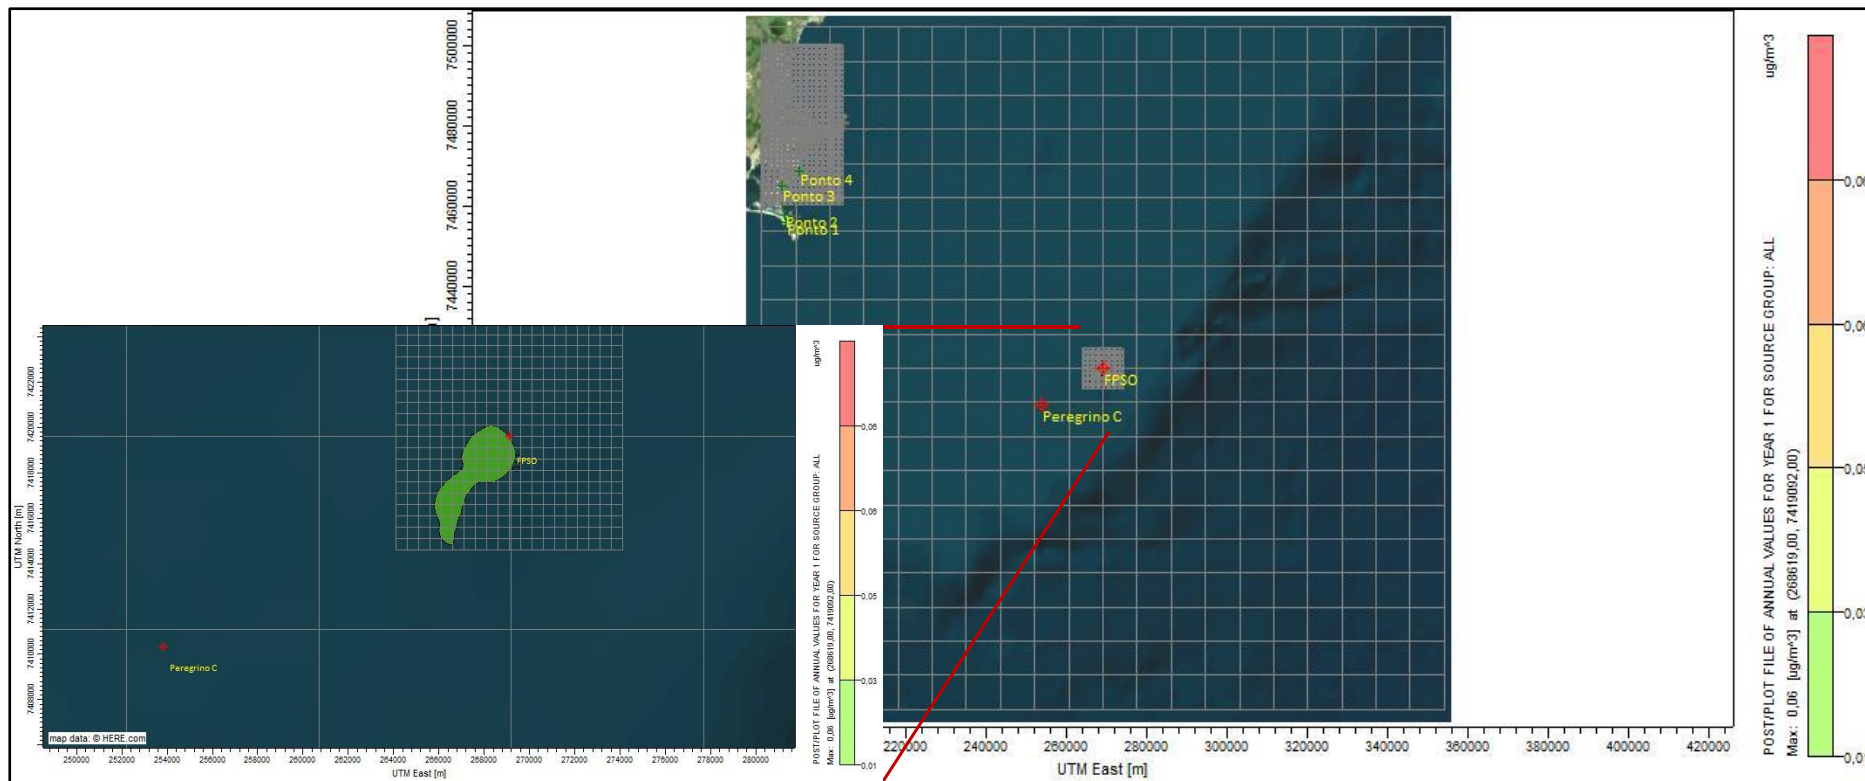 7500000
7480000
7460000
7440000
Ponto 4
Ponto 3
Ponto 2
Ponto 1
FPSO
Peregrino C
220000 240000 260000 280000 300000 320000 340000 360000 380000 400000 420000
UTM East [m]
POST/PLOT FILE OF ANNUAL VALUES FOR YEAR 1 FOR SOURCE GROUP: ALL
Max: 0,06 [ug/m^3] at (268619,00, 7419092,00)
ug/m^3
7422000
7420000
7418000
7416000
7414000
7412000
7410000
7408000
UTM North [m]
FPSO
Peregrino C
map data: © HERE.com
250000 252000 254000 256000 258000 260000 262000 264000 266000 268000 270000 272000 274000 276000 278000 280000
UTM East [m]
POST/PLOT FILE OF ANNUAL VALUES FOR YEAR 1 FOR SOURCE GROUP: ALL
Max: 0,06 [ug/m^3] at (268619,00, 7419092,00)
ug/m^3
0,06
0,06
0,05
0,03
0,01